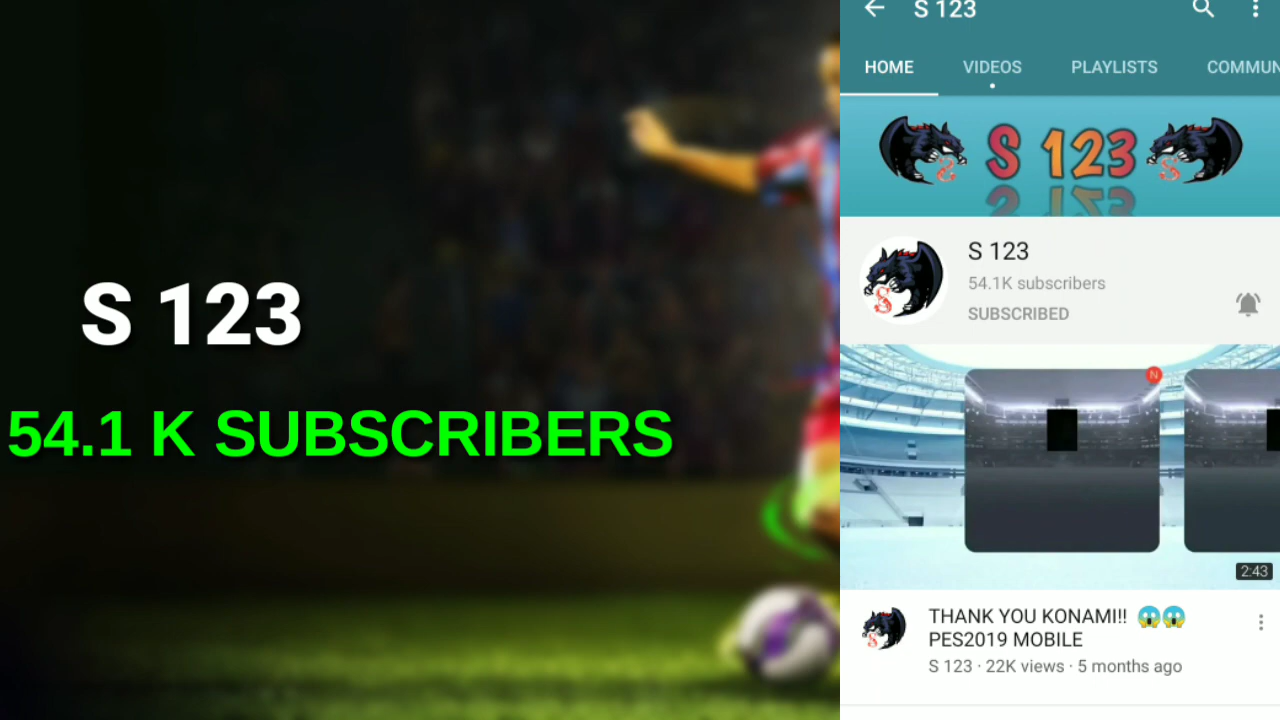 S 123
54.1 K SUBSCRIBERS
S 123
HOME VIDEOS PLAYLISTS COMMUN
S 123
S 123
54.1K subscribers
SUBSCRIBED
N
2:43
THANK YOU KONAMI!! 😱😱
PES2019 MOBILE
S 123 · 22K views · 5 months ago